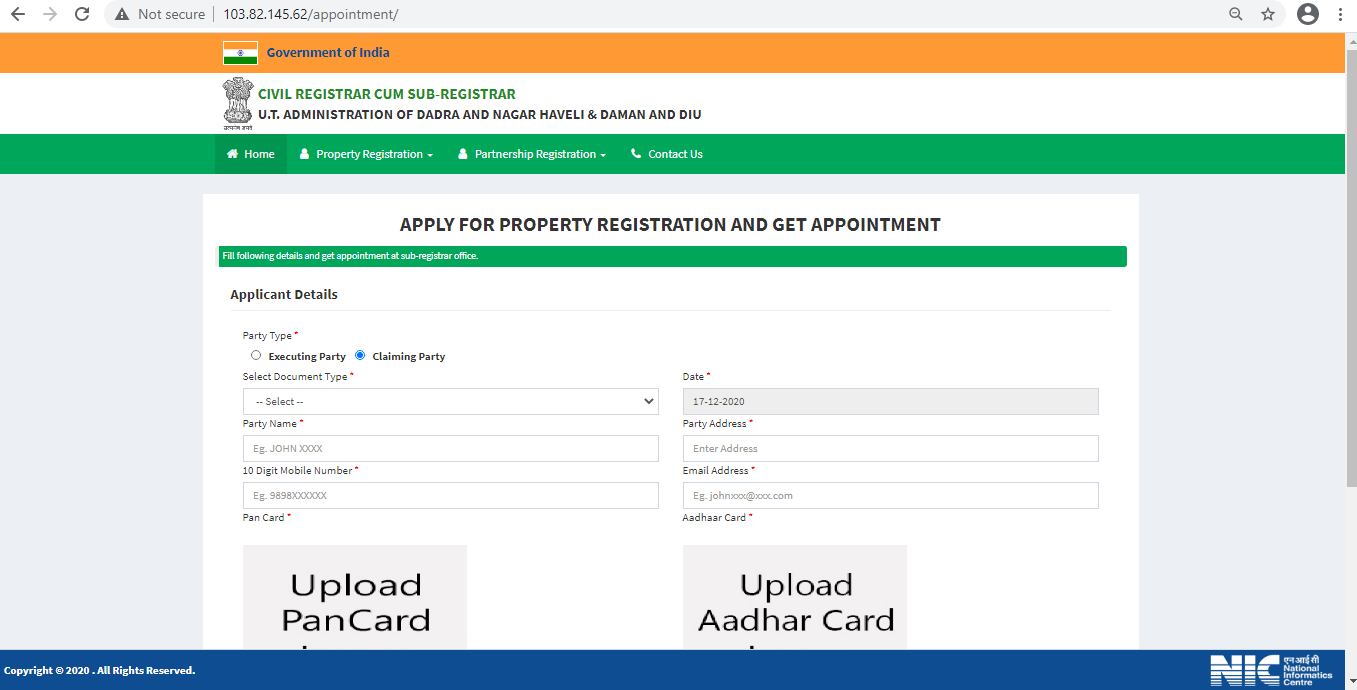 Not secure | 103.82.145.62/appointment/
Government of India
CIVIL REGISTRAR CUM SUB-REGISTRAR
सत्यमेव जयते
U.T. ADMINISTRATION OF DADRA AND NAGAR HAVELI & DAMAN AND DIU
Home Property Registration Partnership Registration Contact Us
APPLY FOR PROPERTY REGISTRATION AND GET APPOINTMENT
Fill following details and get appointment at sub-registrar office.
Applicant Details
Party Type *
Executing Party Claiming Party
Select Document Type * Date *
-- Select -- 17-12-2020
Party Name * Party Address *
Eg. JOHN XXXX Enter Address
10 Digit Mobile Number * Email Address *
Eg. 9898XXXXXX Eg. johnxxx@xxx.com
Pan Card * Aadhaar Card *
Upload Upload
PanCard Aadhar Card
Copyright © 2020 . All Rights Reserved.
NIC
एन आई सी
National
Informatics
Centre